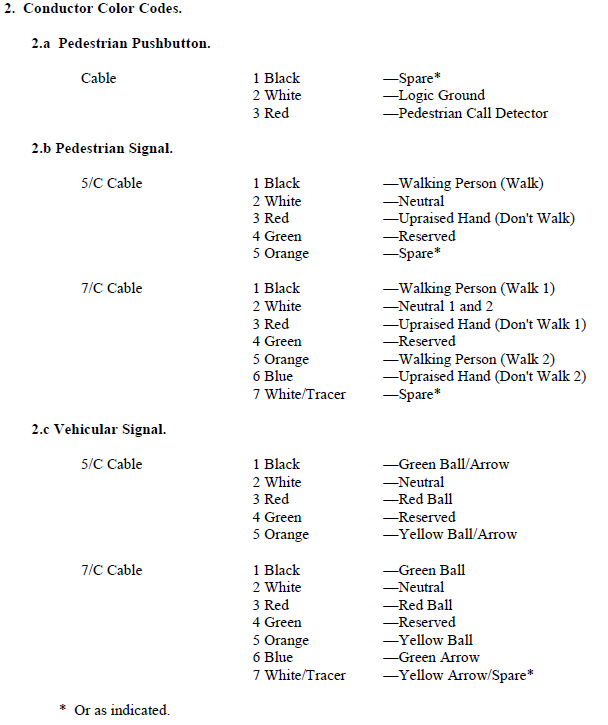 2. Conductor Color Codes.
2.a Pedestrian Pushbutton.
Cable 1 Black —Spare*
2 White —Logic Ground
3 Red —Pedestrian Call Detector
2.b Pedestrian Signal.
5/C Cable 1 Black —Walking Person (Walk)
2 White —Neutral
3 Red —Upraised Hand (Don't Walk)
4 Green —Reserved
5 Orange —Spare*
7/C Cable 1 Black —Walking Person (Walk 1)
2 White —Neutral 1 and 2
3 Red —Upraised Hand (Don't Walk 1)
4 Green —Reserved
5 Orange —Walking Person (Walk 2)
6 Blue —Upraised Hand (Don't Walk 2)
7 White/Tracer —Spare*
2.c Vehicular Signal.
5/C Cable 1 Black —Green Ball/Arrow
2 White —Neutral
3 Red —Red Ball
4 Green —Reserved
5 Orange —Yellow Ball/Arrow
7/C Cable 1 Black —Green Ball
2 White —Neutral
3 Red —Red Ball
4 Green —Reserved
5 Orange —Yellow Ball
6 Blue —Green Arrow
7 White/Tracer —Yellow Arrow/Spare*
* Or as indicated.